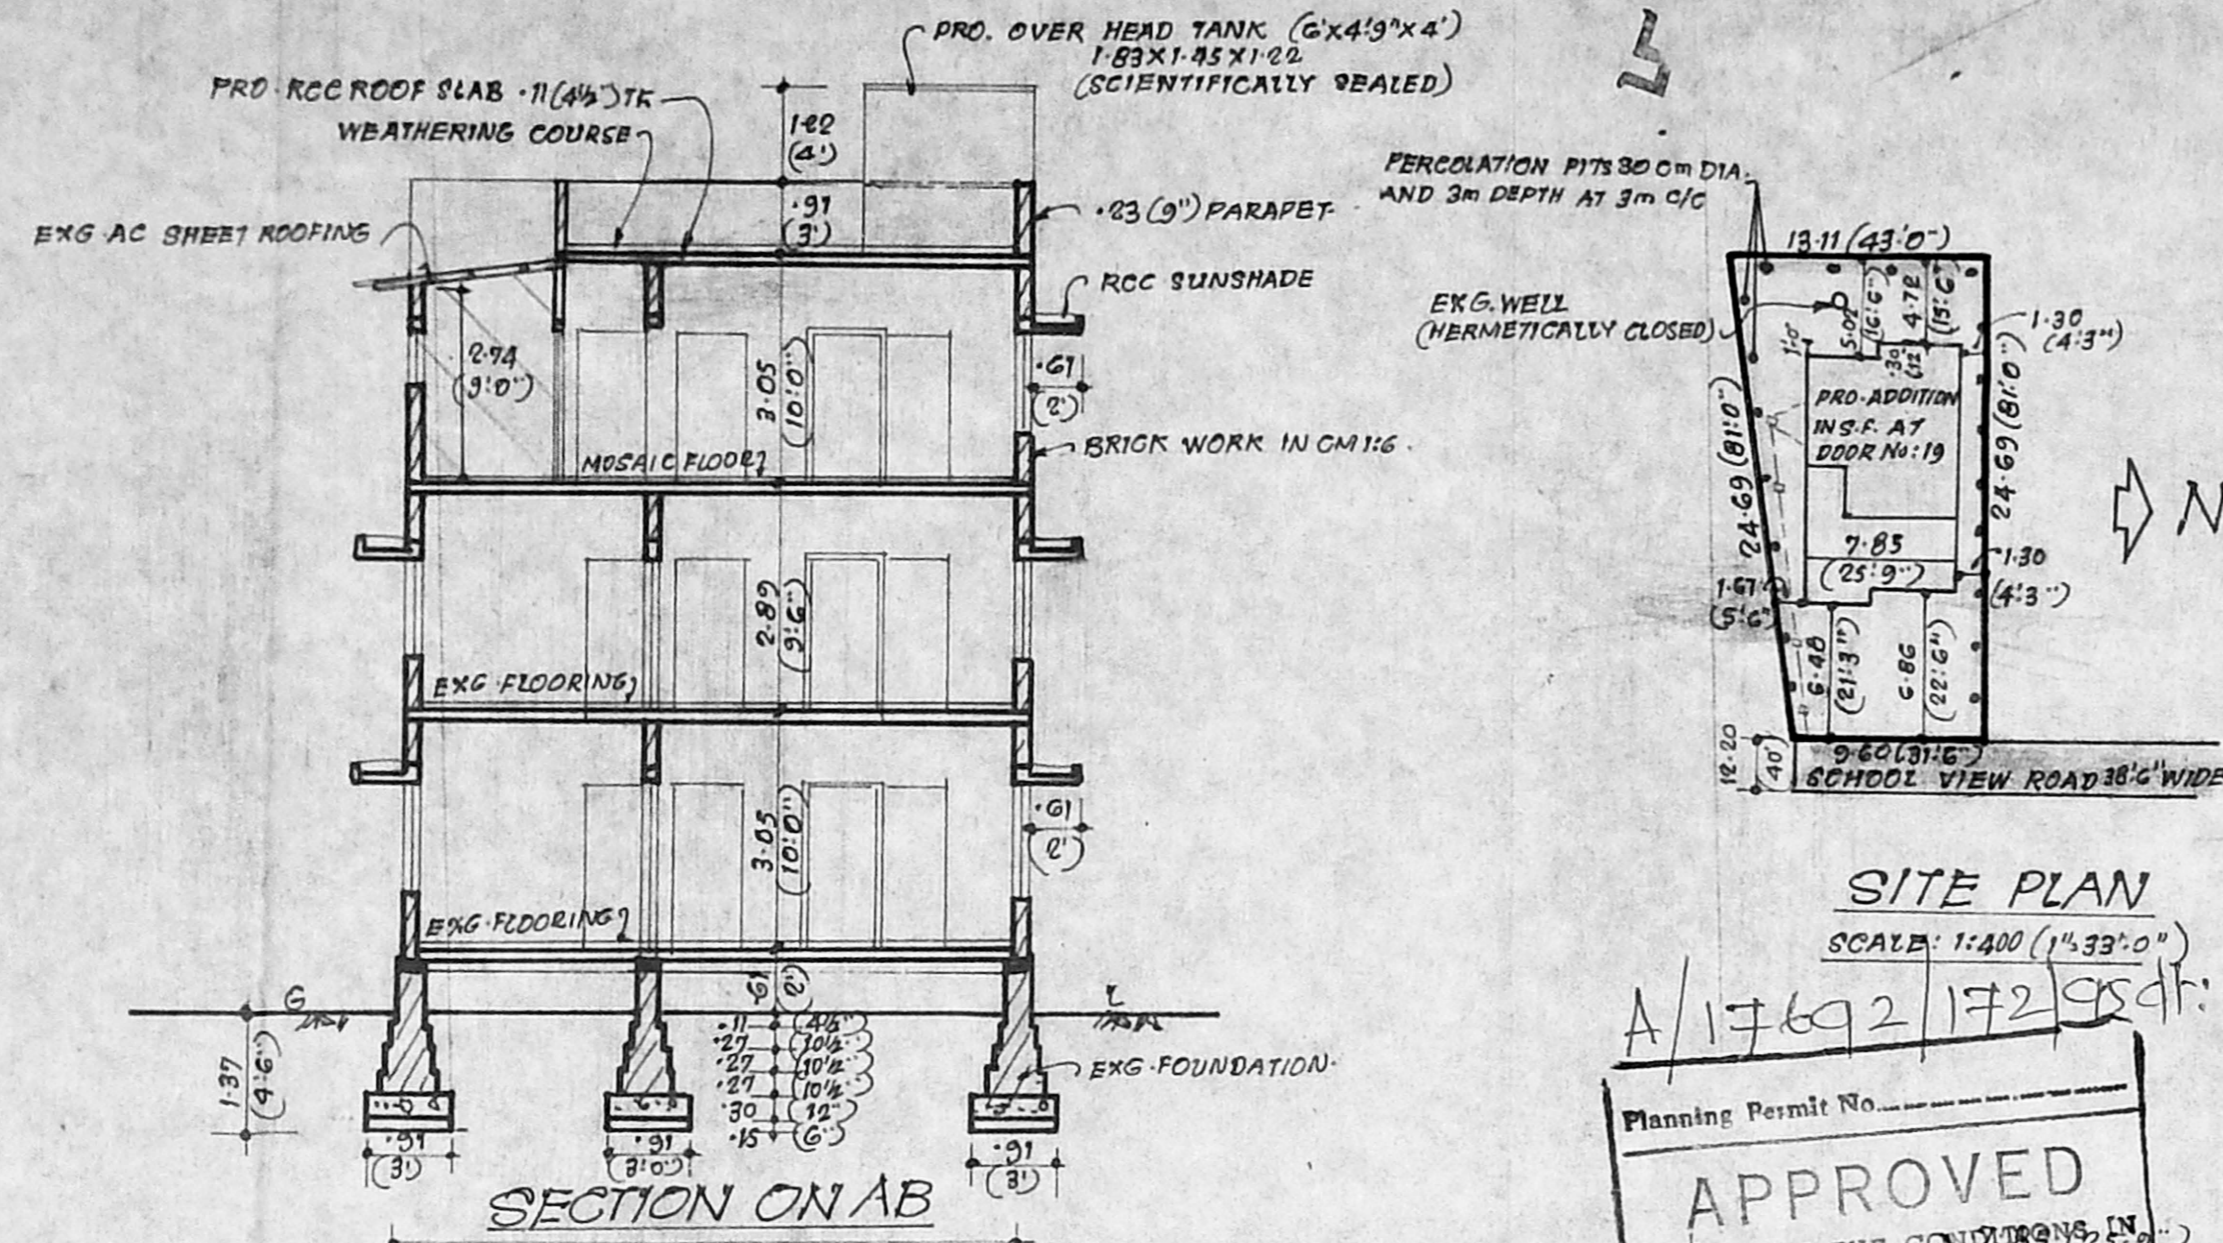 PRO. OVER HEAD TANK (6'x4'9"x4')
1.83X1.45X1.22
(SCIENTIFICALLY SEALED)
PRO. RCC ROOF SLAB .11(4½")TK
WEATHERING COURSE
1.22
(4')
.91
(3')
.23 (9") PARAPET
EXG AC SHEET ROOFING
RCC SUNSHADE
2.74
(9'.0")
3.05
(10'.0")
.61
(2')
MOSAIC FLOOR
BRICK WORK IN CM 1:6.
2.89
(9'.6")
EXG FLOORING
3.05
(10'.0")
.61
(2')
EXG.FLOORING
.61
(2')
G
L
1.37
(4'.6")
.11 (4½")
.27 (10½")
.27 (10½")
.27 (10½")
.30 (12")
.15 (6")
EXG.FOUNDATION.
.91
(3')
.91
(3'.0")
.91
(3')
SECTION ON AB
PERCOLATION PITS 30 cm DIA.
AND 3m DEPTH AT 3m C/C
13.11 (43'.0")
EXG.WELL
(HERMETICALLY CLOSED)
1'.0"
5.02
(16'.6")
4.72
(15'.6")
.30
(12")
1.30
(4'.3")
PRO.ADDITION
IN S.F. AT
DOOR No:19
24.69 (81'.0")
24.69 (81'.0")
N
7.85
(25'.9")
1.67
(5'.6")
1.30
(4'.3")
6.48
(21'.3")
6.86
(22'.6")
9.60 (31'.6")
12.20
(40')
SCHOOL VIEW ROAD 38'.6" WIDE
SITE PLAN
SCALE: 1:400 (1"=33'.0")
A/17692/172/
Planning Permit No.
APPROVED
CONDITIONS IN